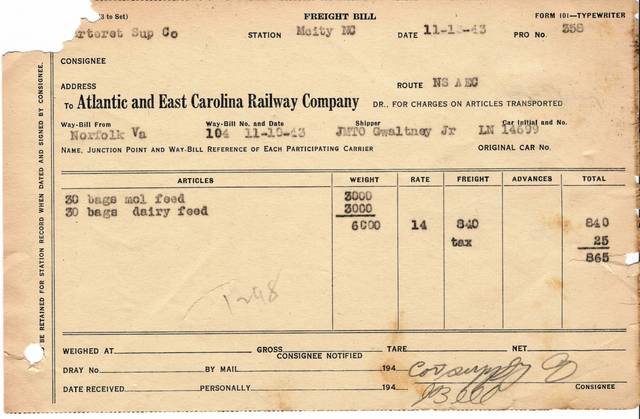 (3 to Set) FREIGHT BILL FORM 101—TYPEWRITER
arteret Sup Co STATION Mcity NC DATE 11-13-43 PRO NO. 358
CONSIGNEE
ADDRESS ROUTE NS AEC
To Atlantic and East Carolina Railway Company DR., FOR CHARGES ON ARTICLES TRANSPORTED
Way-Bill From Way-Bill No. and Date Shipper Car Initial and No.
Norfolk Va 104 11-10-43 JMTO Gwaltney Jr LN 14699
NAME, JUNCTION POINT AND WAY-BILL REFERENCE OF EACH PARTICIPATING CARRIER ORIGINAL CAR NO.
ARTICLES WEIGHT RATE FREIGHT ADVANCES TOTAL
30 bags mol feed 3000
30 bags dairy feed 3000
6000 14 840 840
tax 25
865
WEIGHED AT GROSS TARE NET
CONSIGNEE NOTIFIED
DRAY NO. BY MAIL 194
DATE RECEIVED PERSONALLY 194 CONSIGNEE
BE RETAINED FOR STATION RECORD WHEN DATED AND SIGNED BY CONSIGNEE.